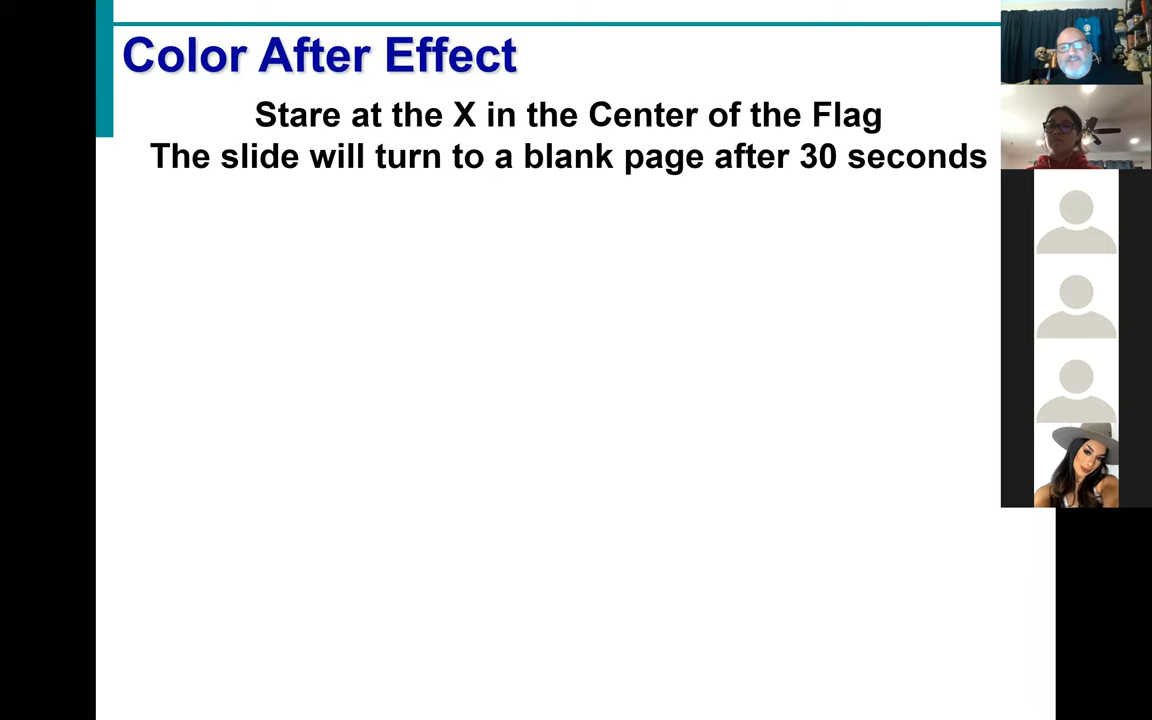 Color After Effect
Stare at the X in the Center of the Flag
The slide will turn to a blank page after 30 seconds